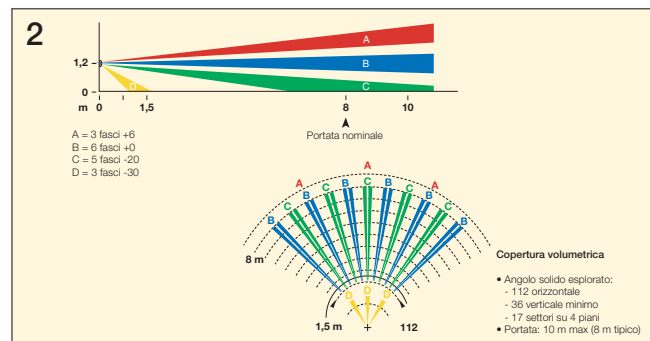 2
A
1,2
B
C
0
D
m 0 1,5 8 10
Portata nominale
A = 3 fasci +6
B = 6 fasci +0
C = 5 fasci -20
D = 3 fasci -30
A
A A
B C B C B C B C B C B
8 m
D D D
1,5 m
112
Copertura volumetrica
• Angolo solido esplorato:
- 112 orizzontale
- 36 verticale minimo
- 17 settori su 4 piani
• Portata: 10 m max (8 m tipico)